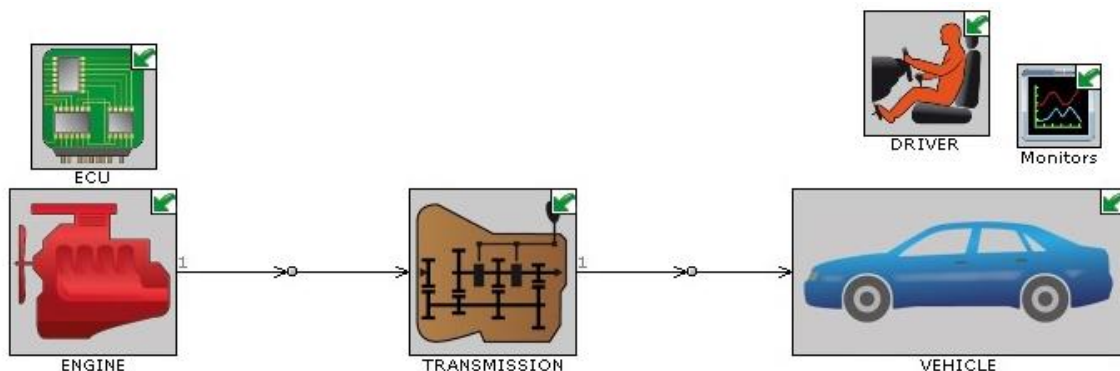 DRIVER
Monitors
ECU
1
1
ENGINE
TRANSMISSION
VEHICLE